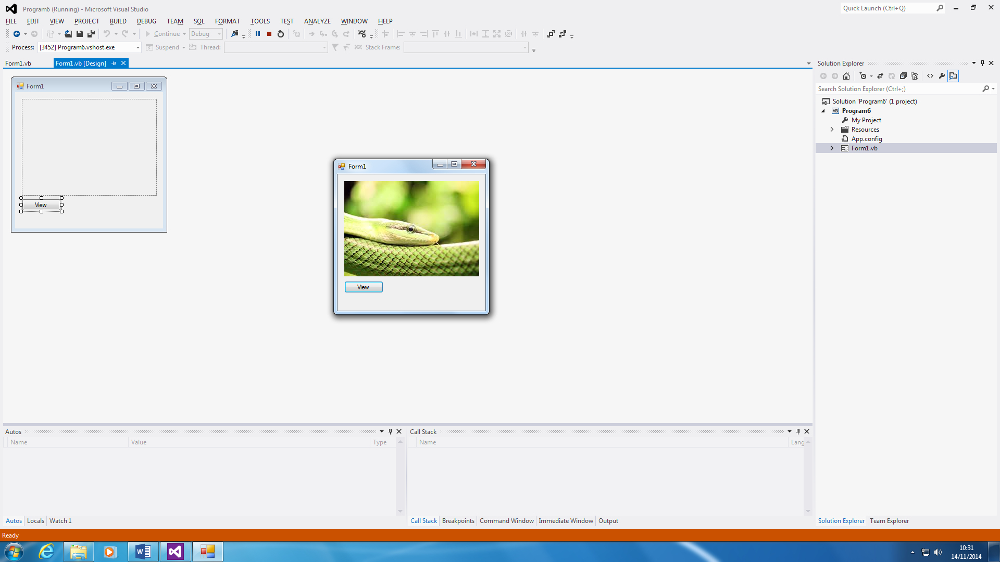 Program6 (Running) - Microsoft Visual Studio
Quick Launch (Ctrl+Q)
FILE EDIT VIEW PROJECT BUILD DEBUG TEAM SQL FORMAT TOOLS TEST ANALYZE WINDOW HELP
Continue Debug
Process: [3452] Program6.vshost.exe Suspend Thread: Stack Frame:
Form1.vb Form1.vb [Design]
Form1
View
Form1
View
Solution Explorer
Search Solution Explorer (Ctrl+;)
Solution 'Program6' (1 project)
VB Program6
My Project
Resources
App.config
Form1.vb
Autos
Name Value Type
Autos Locals Watch 1
Call Stack
Name Lang
Call Stack Breakpoints Command Window Immediate Window Output
Solution Explorer Team Explorer
Ready
10:31
14/11/2014